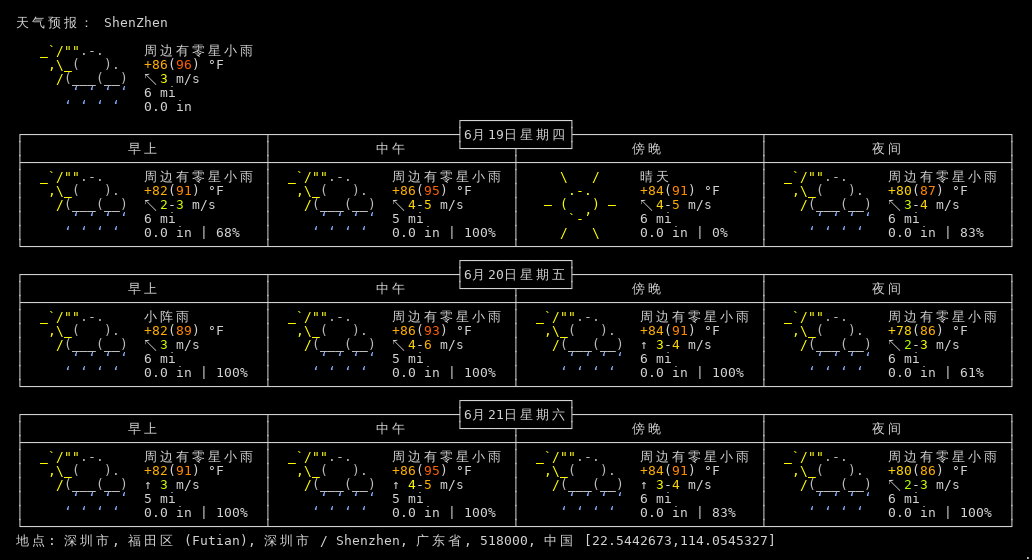 天气预报： ShenZhen
周边有零星小雨
+86(96) °F
↖3 m/s
6 mi
0.0 in
6月19日星期四
早上 中午 傍晚 夜间
周边有零星小雨 周边有零星小雨 晴天 周边有零星小雨
+82(91) °F +86(95) °F +84(91) °F +80(87) °F
↖2-3 m/s ↖4-5 m/s ↖4-5 m/s ↖3-4 m/s
6 mi 5 mi 6 mi 6 mi
0.0 in | 68% 0.0 in | 100% 0.0 in | 0% 0.0 in | 83%
6月20日星期五
早上 中午 傍晚 夜间
小阵雨 周边有零星小雨 周边有零星小雨 周边有零星小雨
+82(89) °F +86(93) °F +84(91) °F +78(86) °F
↖3 m/s ↖4-6 m/s ↑ 3-4 m/s ↖2-3 m/s
6 mi 5 mi 6 mi 6 mi
0.0 in | 100% 0.0 in | 100% 0.0 in | 100% 0.0 in | 61%
6月21日星期六
早上 中午 傍晚 夜间
周边有零星小雨 周边有零星小雨 周边有零星小雨 周边有零星小雨
+82(91) °F +86(95) °F +84(91) °F +80(86) °F
↑ 3 m/s ↑ 4-5 m/s ↑ 3-4 m/s ↖2-3 m/s
5 mi 5 mi 6 mi 6 mi
0.0 in | 100% 0.0 in | 100% 0.0 in | 83% 0.0 in | 100%
地点: 深圳市, 福田区 (Futian), 深圳市 / Shenzhen, 广东省, 518000, 中国 [22.5442673,114.0545327]